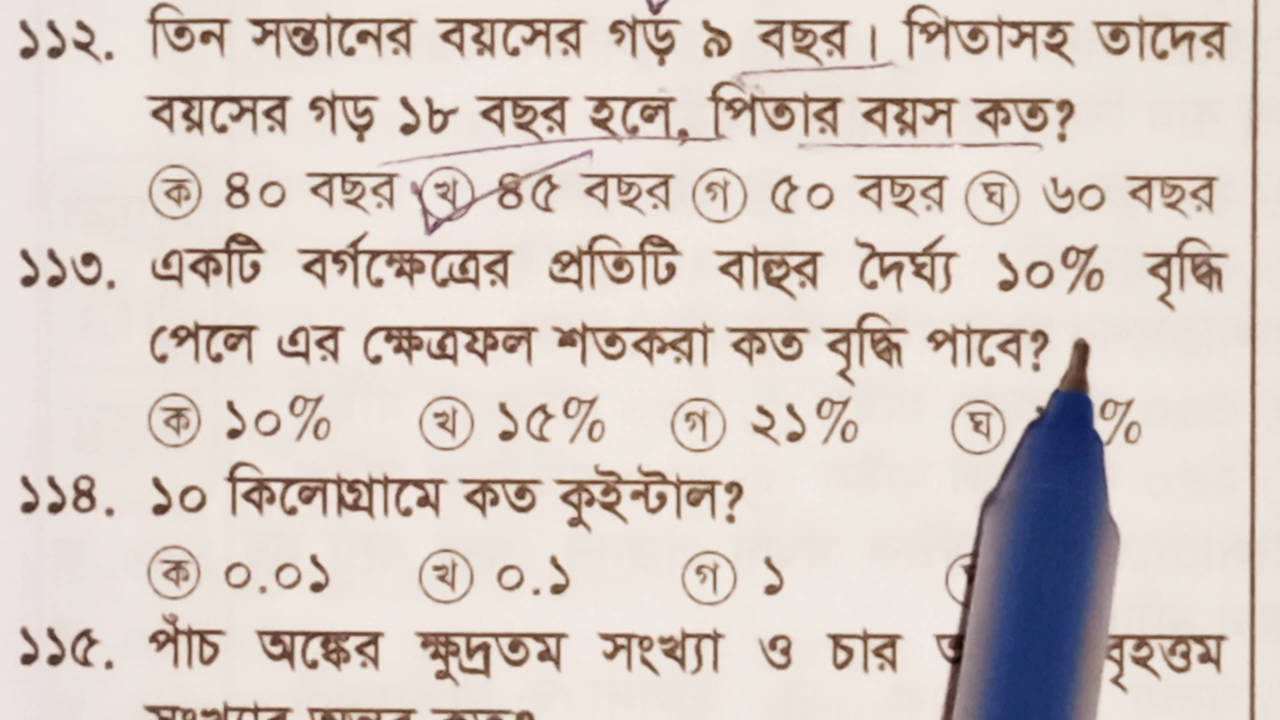 ১১২. তিন সন্তানের বয়সের গড় ৯ বছর। পিতাসহ তাদের
বয়সের গড় ১৮ বছর হলে, পিতার বয়স কত?
ক ৪০ বছর খ ৪৫ বছর গ ৫০ বছর ঘ ৬০ বছর
১১৩. একটি বর্গক্ষেত্রের প্রতিটি বাহুর দৈর্ঘ্য ১০% বৃদ্ধি
পেলে এর ক্ষেত্রফল শতকরা কত বৃদ্ধি পাবে?
ক ১০% খ ১৫% গ ২১% ঘ %
১১৪. ১০ কিলোগ্রামে কত কুইন্টাল?
ক ০.০১ খ ০.১ গ ১
১১৫. পাঁচ অঙ্কের ক্ষুদ্রতম সংখ্যা ও চার বৃহত্তম